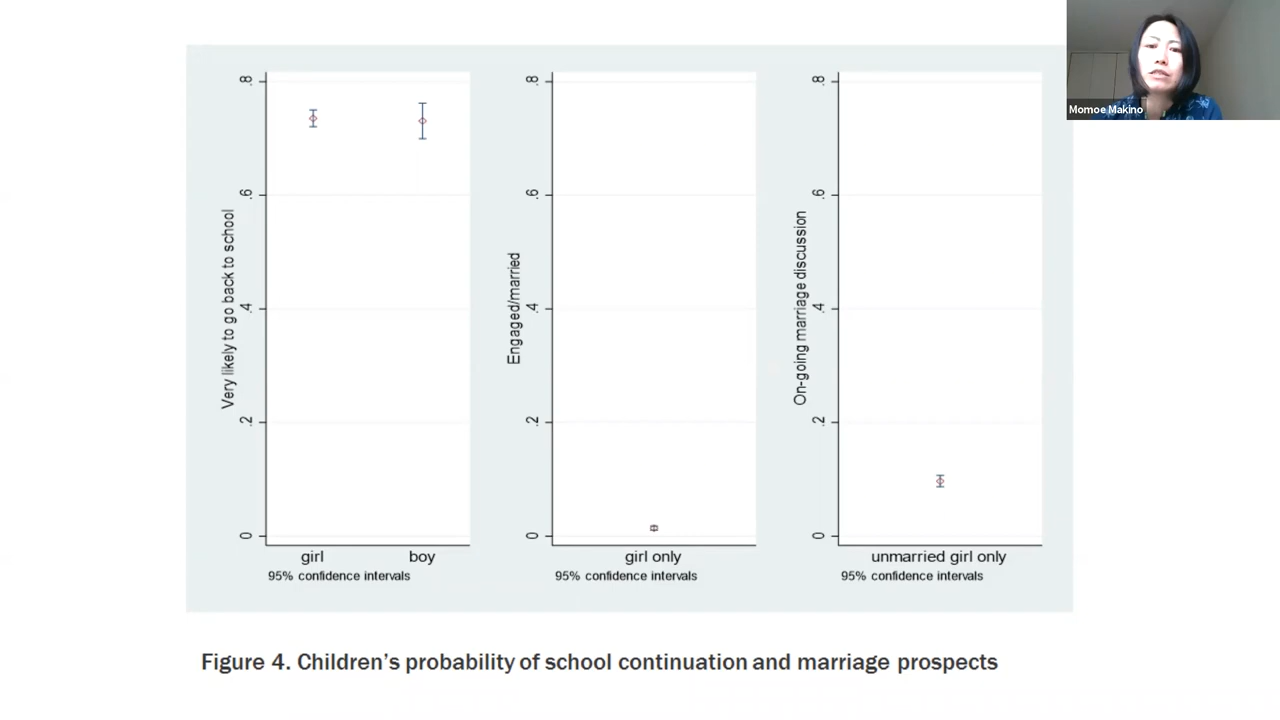 Momoe Makino
.8
.6
.4
.2
0
Very likely to go back to school
girl boy
95% confidence intervals
.8
.6
.4
.2
0
Engaged/married
girl only
95% confidence intervals
.8
.6
.4
.2
0
On-going marriage discussion
unmarried girl only
95% confidence intervals
Figure 4. Children's probability of school continuation and marriage prospects